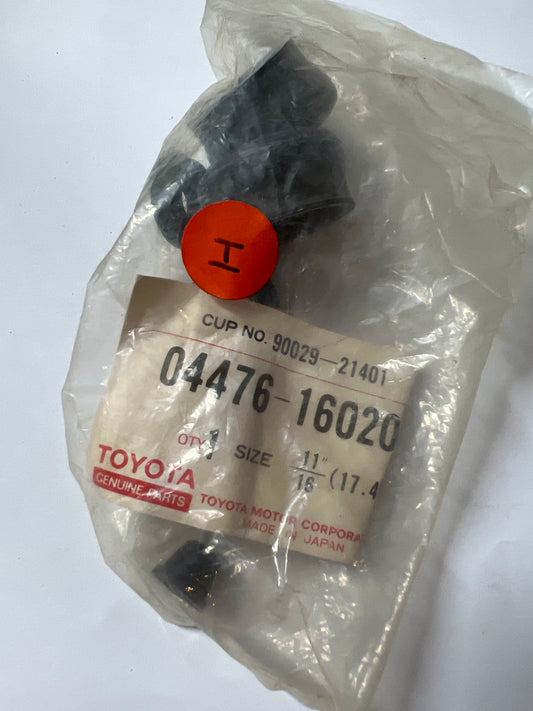 H
CUP NO. 90029-21401
04476-16020
QTY 1 SIZE 11"/16 (17.4
TOYOTA
GENUINE PARTS
TOYOTA MOTOR CORPORAT
MADE IN JAPAN